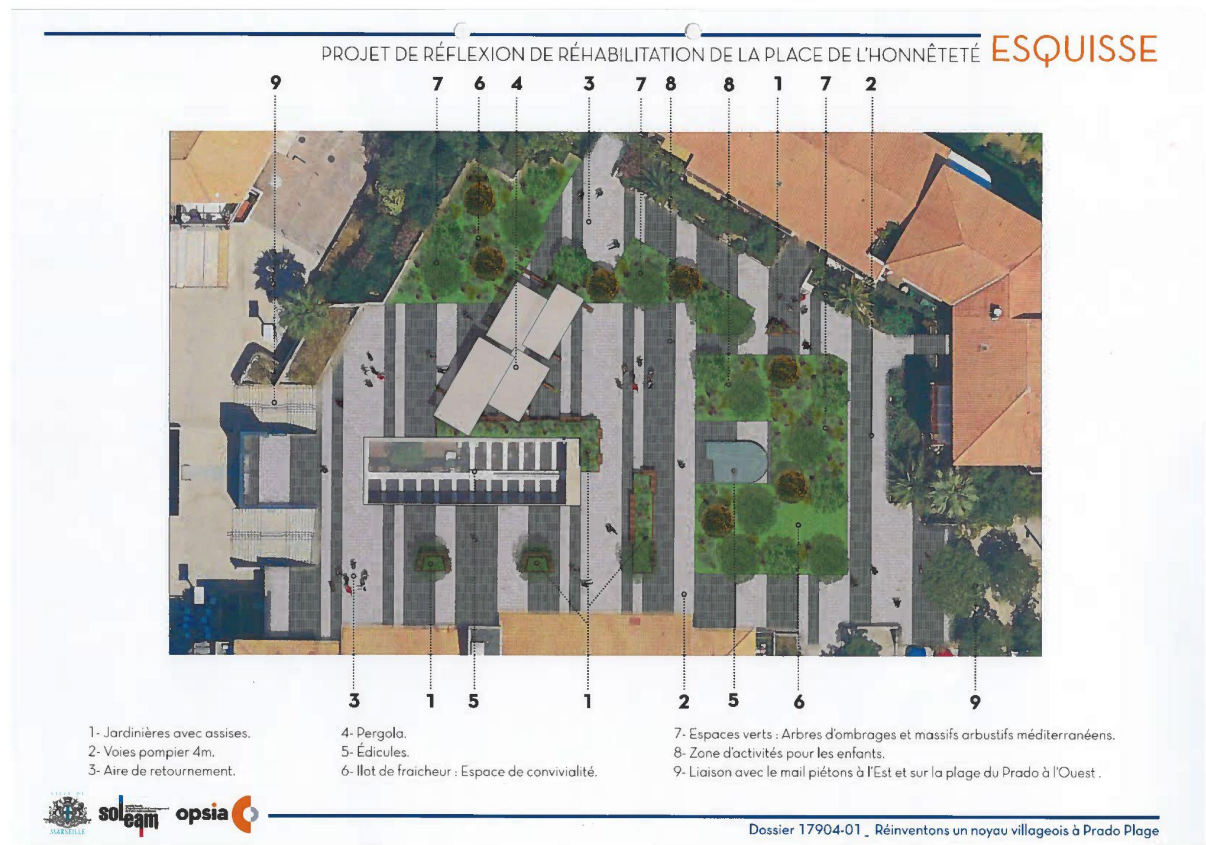 PROJET DE RÉFLEXION DE RÉHABILITATION DE LA PLACE DE L'HONNÊTETÉ ESQUISSE
9 7 6 4 3 7 8 8 1 7 2
3 1 5 1 2 5 6 9
1- Jardinières avec assises.
2- Voies pompier 4m.
3- Aire de retournement.
4- Pergola.
5- Édicules.
6- Ilot de fraicheur : Espace de convivialité.
7- Espaces verts : Arbres d'ombrages et massifs arbustifs méditerranéens.
8- Zone d'activités pour les enfants.
9- Liaison avec le mail piétons à l'Est et sur la plage du Prado à l'Ouest .
VILLE DE
MARSEILLE
soleam
opsia
Dossier 17904-01_ Réinventons un noyau villageois à Prado Plage